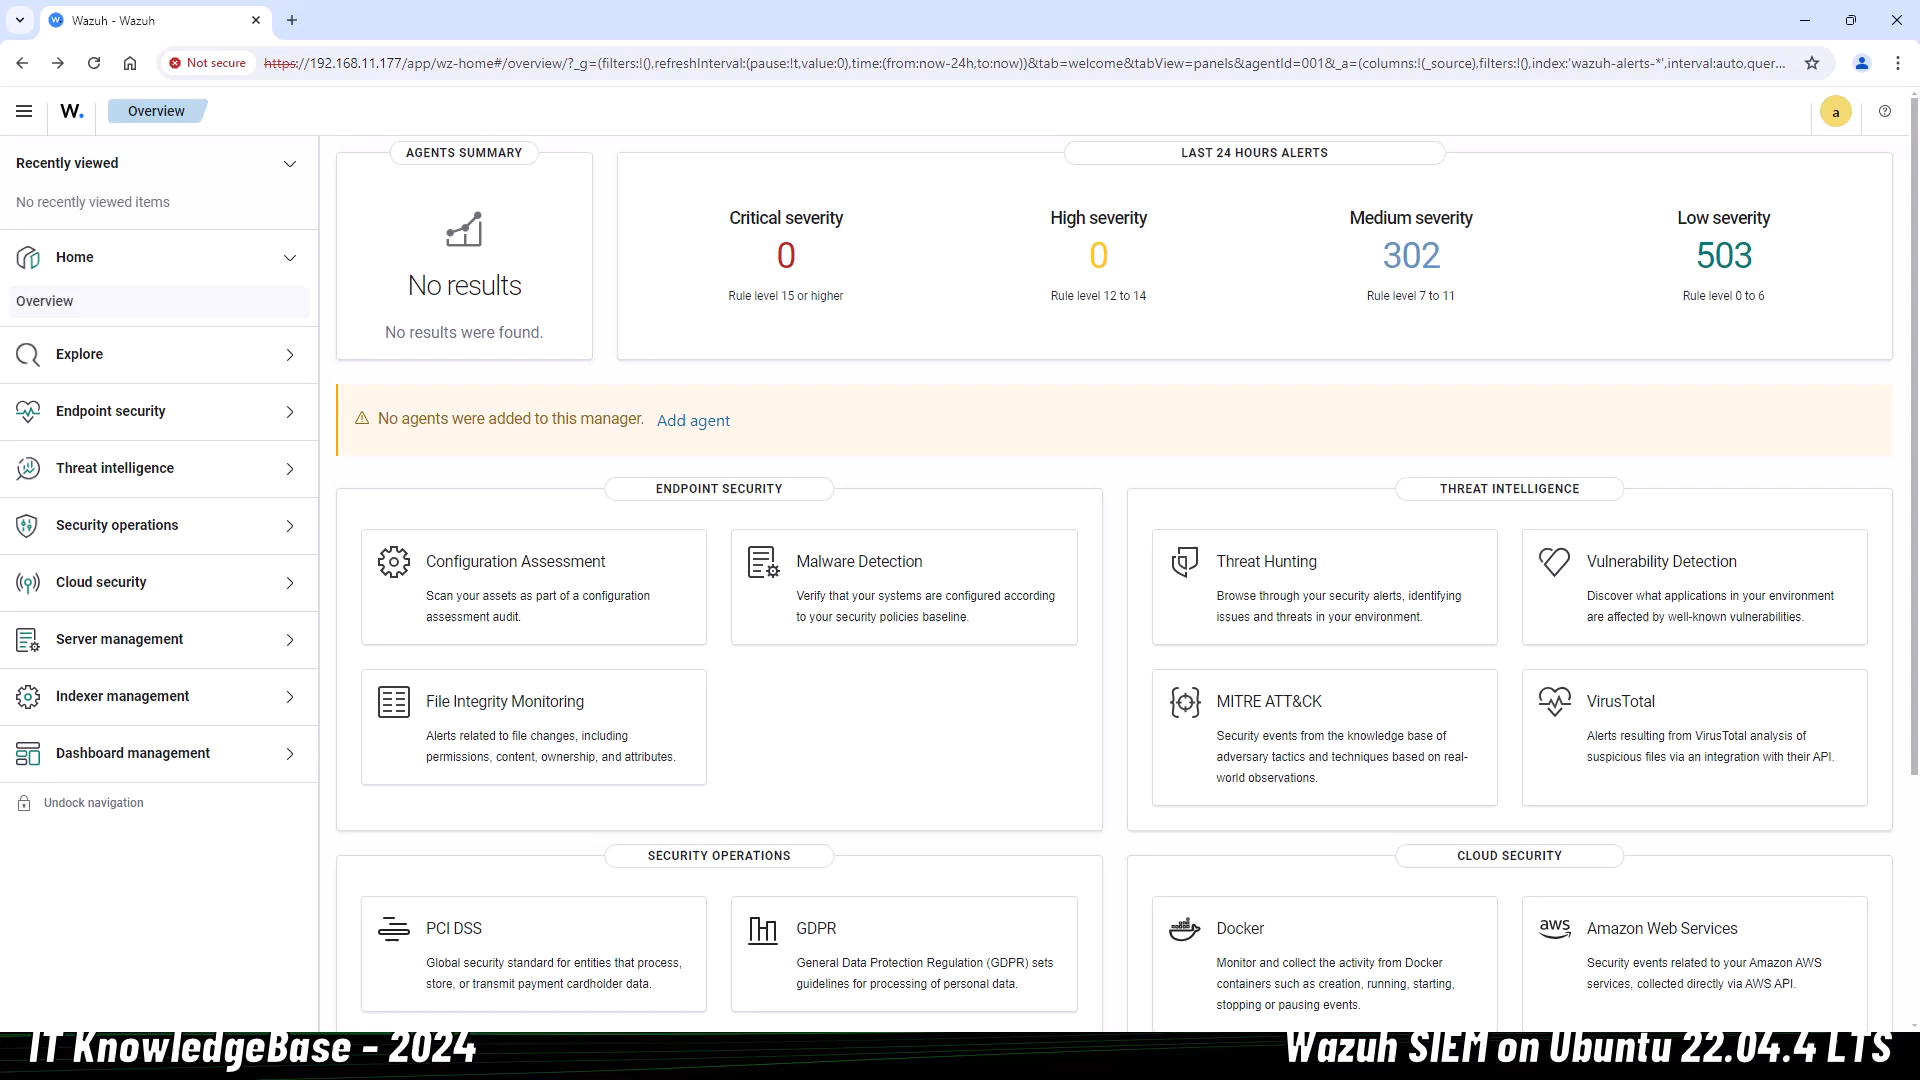 Wazuh - Wazuh
Not secure
https://192.168.11.177/app/wz-home#/overview/?_g=(filters:!(),refreshInterval:(pause:!t,value:0),time:(from:now-24h,to:now))&tab=welcome&tabView=panels&agentId=001&_a=(columns:!(_source),filters:!(),index:'wazuh-alerts-*',interval:auto,quer...
W.
Overview
a
Recently viewed
No recently viewed items
Home
Overview
Explore
Endpoint security
Threat intelligence
Security operations
Cloud security
Server management
Indexer management
Dashboard management
Undock navigation
AGENTS SUMMARY
No results
No results were found.
LAST 24 HOURS ALERTS
Critical severity
0
Rule level 15 or higher
High severity
0
Rule level 12 to 14
Medium severity
302
Rule level 7 to 11
Low severity
503
Rule level 0 to 6
No agents were added to this manager. Add agent
ENDPOINT SECURITY
Configuration Assessment
Scan your assets as part of a configuration
assessment audit.
Malware Detection
Verify that your systems are configured according
to your security policies baseline.
File Integrity Monitoring
Alerts related to file changes, including
permissions, content, ownership, and attributes.
THREAT INTELLIGENCE
Threat Hunting
Browse through your security alerts, identifying
issues and threats in your environment.
Vulnerability Detection
Discover what applications in your environment
are affected by well-known vulnerabilities.
MITRE ATT&CK
Security events from the knowledge base of
adversary tactics and techniques based on real-
world observations.
VirusTotal
Alerts resulting from VirusTotal analysis of
suspicious files via an integration with their API.
SECURITY OPERATIONS
PCI DSS
Global security standard for entities that process,
store, or transmit payment cardholder data.
GDPR
General Data Protection Regulation (GDPR) sets
guidelines for processing of personal data.
CLOUD SECURITY
Docker
Monitor and collect the activity from Docker
containers such as creation, running, starting,
stopping or pausing events.
aws
Amazon Web Services
Security events related to your Amazon AWS
services, collected directly via AWS API.
IT KnowledgeBase - 2024
Wazuh SIEM on Ubuntu 22.04.4 LTS